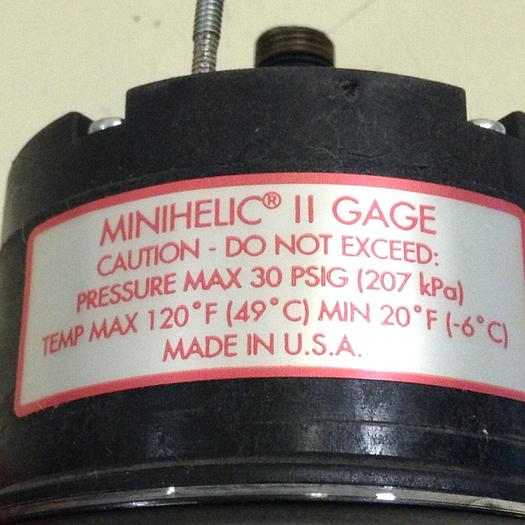 MINIHELIC® II GAGE
CAUTION - DO NOT EXCEED:
PRESSURE MAX 30 PSIG (207 kPa)
TEMP MAX 120°F (49°C) MIN 20°F (-6°C)
MADE IN U.S.A.